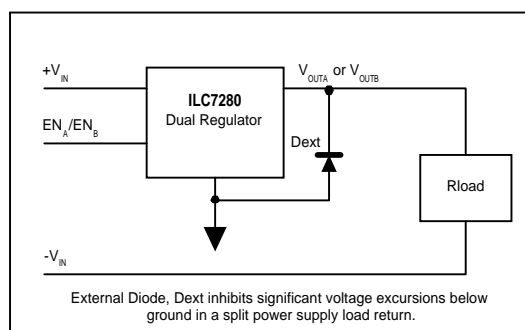 +V_IN
ILC7280
Dual Regulator
V_OUTA or V_OUTB
EN_A/EN_B
Dext
Rload
-V_IN
External Diode, Dext inhibits significant voltage excursions below
ground in a split power supply load return.